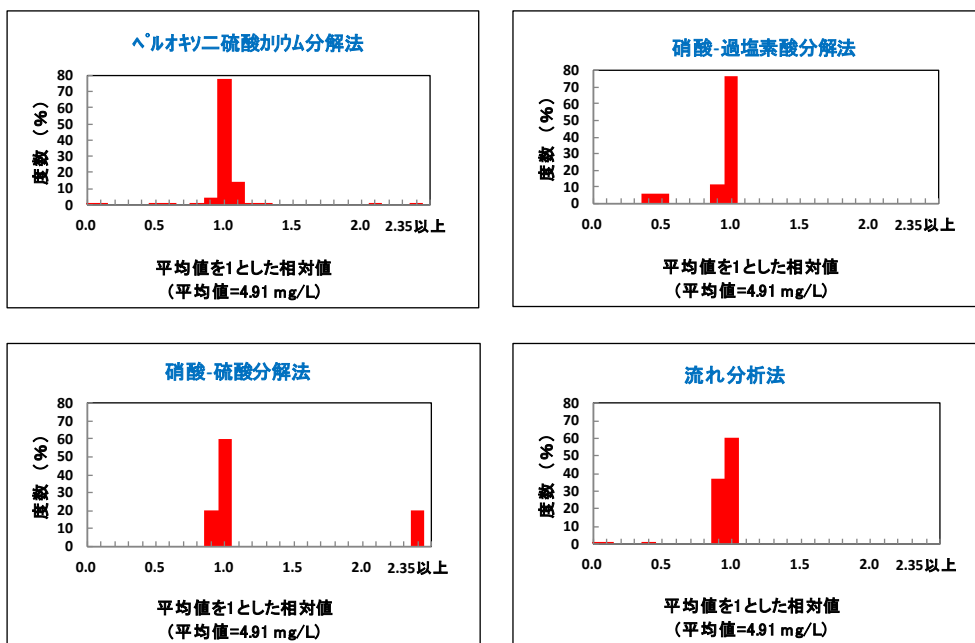 ペルオキソ二硫酸カリウム分解法
度数 (%)
80
70
60
50
40
30
20
10
0
0.0 0.5 1.0 1.5 2.0 2.35以上
平均値を1とした相対値
(平均値=4.91 mg/L)
硝酸-過塩素酸分解法
度数 (%)
80
70
60
50
40
30
20
10
0
0.0 0.5 1.0 1.5 2.0 2.35以上
平均値を1とした相対値
(平均値=4.91 mg/L)
硝酸-硫酸分解法
度数 (%)
80
70
60
50
40
30
20
10
0
0.0 0.5 1.0 1.5 2.0 2.35以上
平均値を1とした相対値
(平均値=4.91 mg/L)
流れ分析法
度数 (%)
80
70
60
50
40
30
20
10
0
0.0 0.5 1.0 1.5 2.0 2.35以上
平均値を1とした相対値
(平均値=4.91 mg/L)